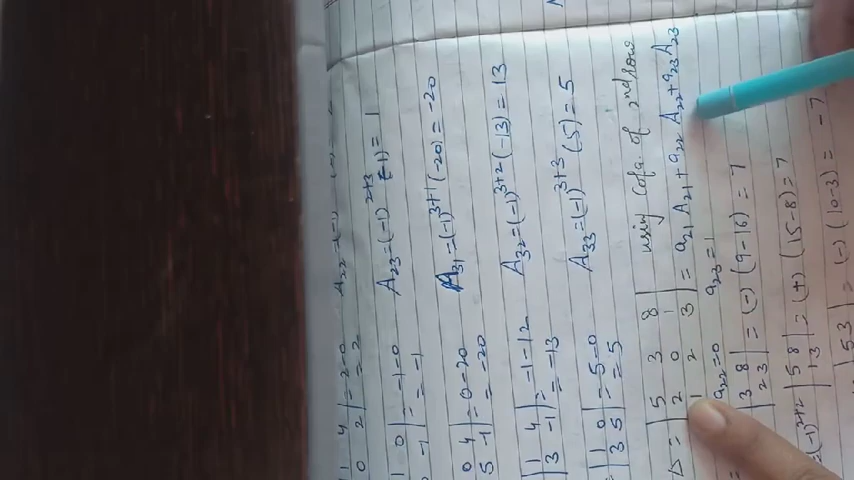 1 4
0 2 | = 2-0
= 2
A22 = (-1)
1 0
0 -1 | = -1-0
= -1
A23 = (-1)^2+3 (-1) = 1
0 4
5 -1 | = 0-20
= -20
A31 = (-1)^3+1 (-20) = -20
| 1 4
3 -1 | = -1-12
= -13
A32 = (-1)^3+2 (-13) = 13
= | 1 0
3 5 | = 5-0
= 5
A33 = (-1)^3+3 (5) = 5
using Cofa. of 2nd row
D = | 5 3 8
2 0 1
1 2 3 | = a21 A21 + a22 A22 + a23 A23
a22=0 a23=1
= | 3 8
2 3 | = (-) (9-16) = 7
=(-1)^2+2 | 5 8
1 3 | = (+) (15-8) = 7
| 5 3 | = (-) (10-3) = -7